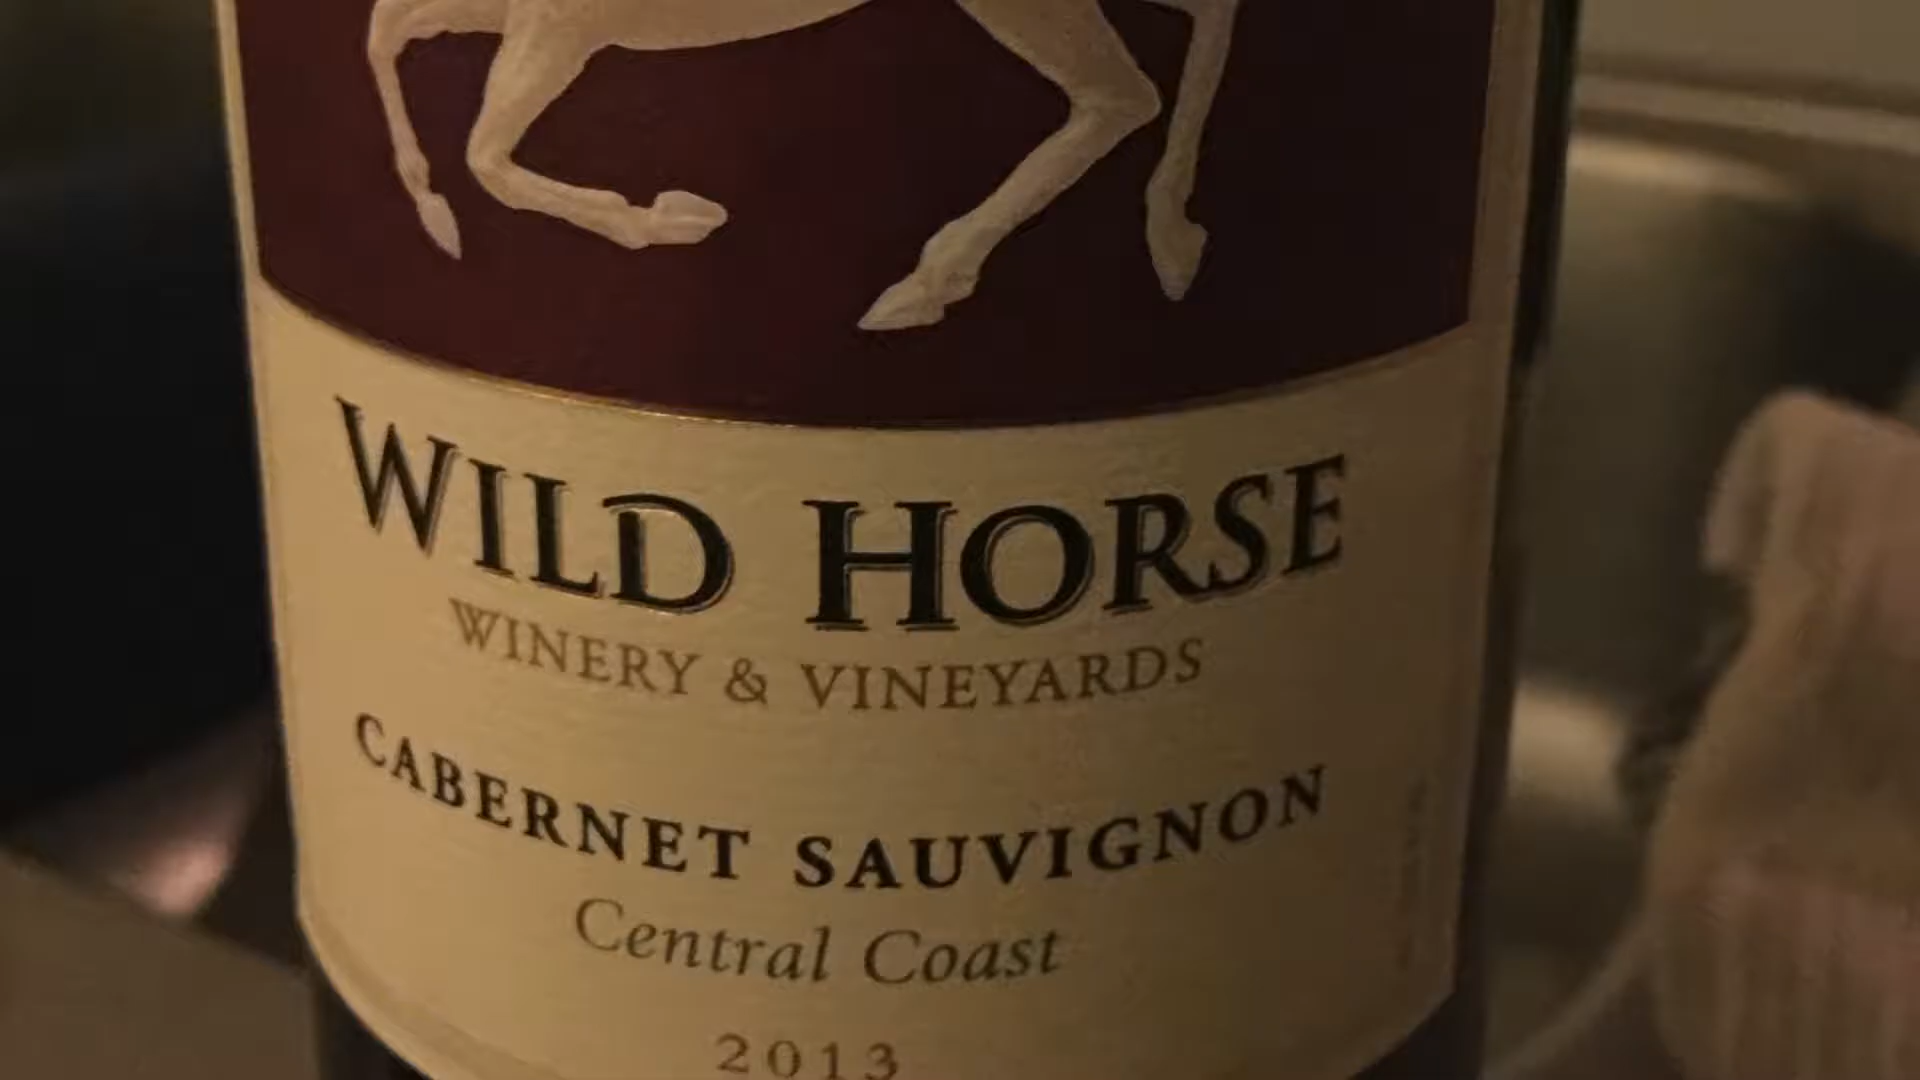 WILD HORSE
WINERY & VINEYARDS
CABERNET SAUVIGNON
Central Coast
2013